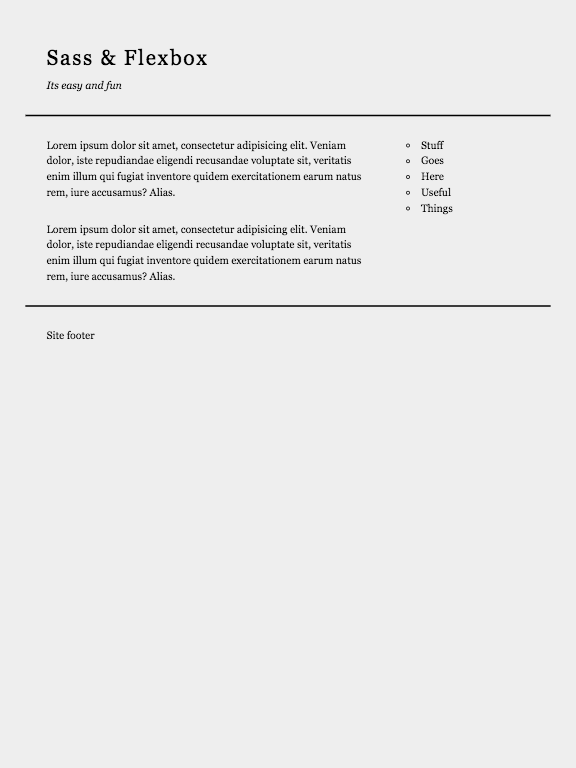 Sass & Flexbox
Its easy and fun
Lorem ipsum dolor sit amet, consectetur adipisicing elit. Veniam
dolor, iste repudiandae eligendi recusandae voluptate sit, veritatis
enim illum qui fugiat inventore quidem exercitationem earum natus
rem, iure accusamus? Alias.
Lorem ipsum dolor sit amet, consectetur adipisicing elit. Veniam
dolor, iste repudiandae eligendi recusandae voluptate sit, veritatis
enim illum qui fugiat inventore quidem exercitationem earum natus
rem, iure accusamus? Alias.
Stuff
Goes
Here
Useful
Things
Site footer